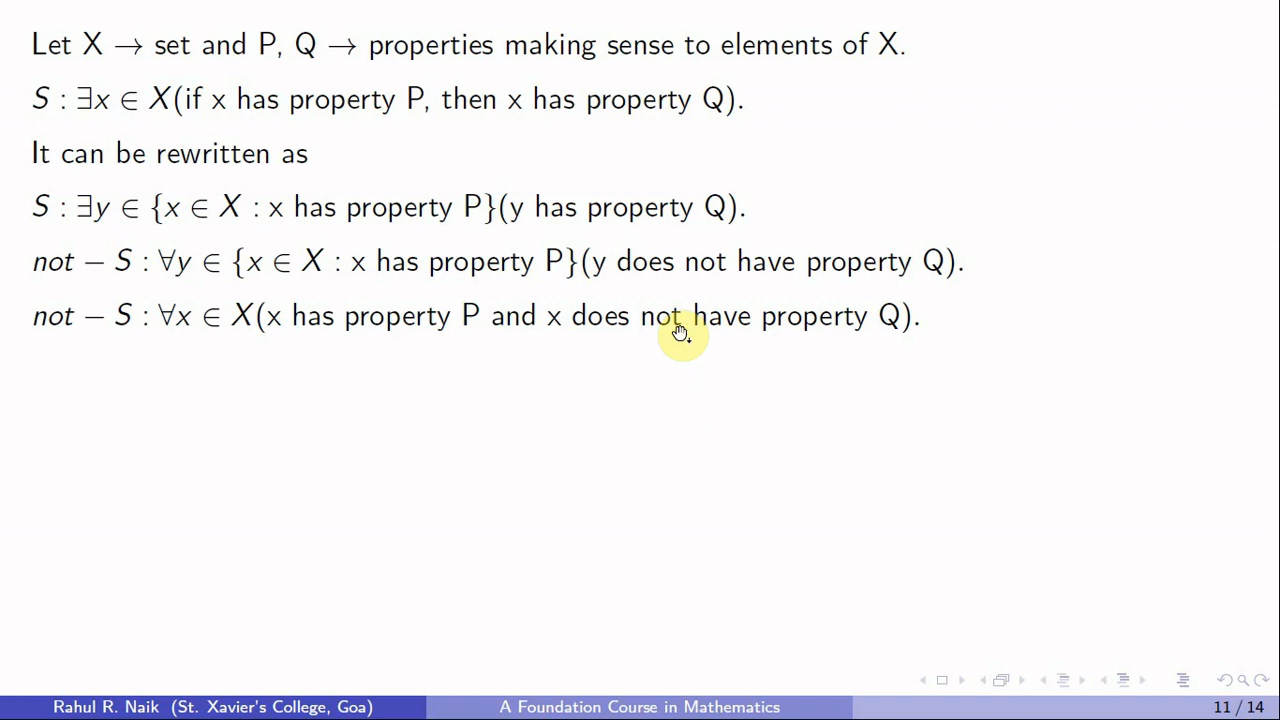 Let X → set and P, Q → properties making sense to elements of X.
S : ∃x ∈ X(if x has property P, then x has property Q).
It can be rewritten as
S : ∃y ∈ {x ∈ X : x has property P}(y has property Q).
not − S : ∀y ∈ {x ∈ X : x has property P}(y does not have property Q).
not − S : ∀x ∈ X(x has property P and x does not have property Q).
Rahul R. Naik (St. Xavier's College, Goa) A Foundation Course in Mathematics 11 / 14